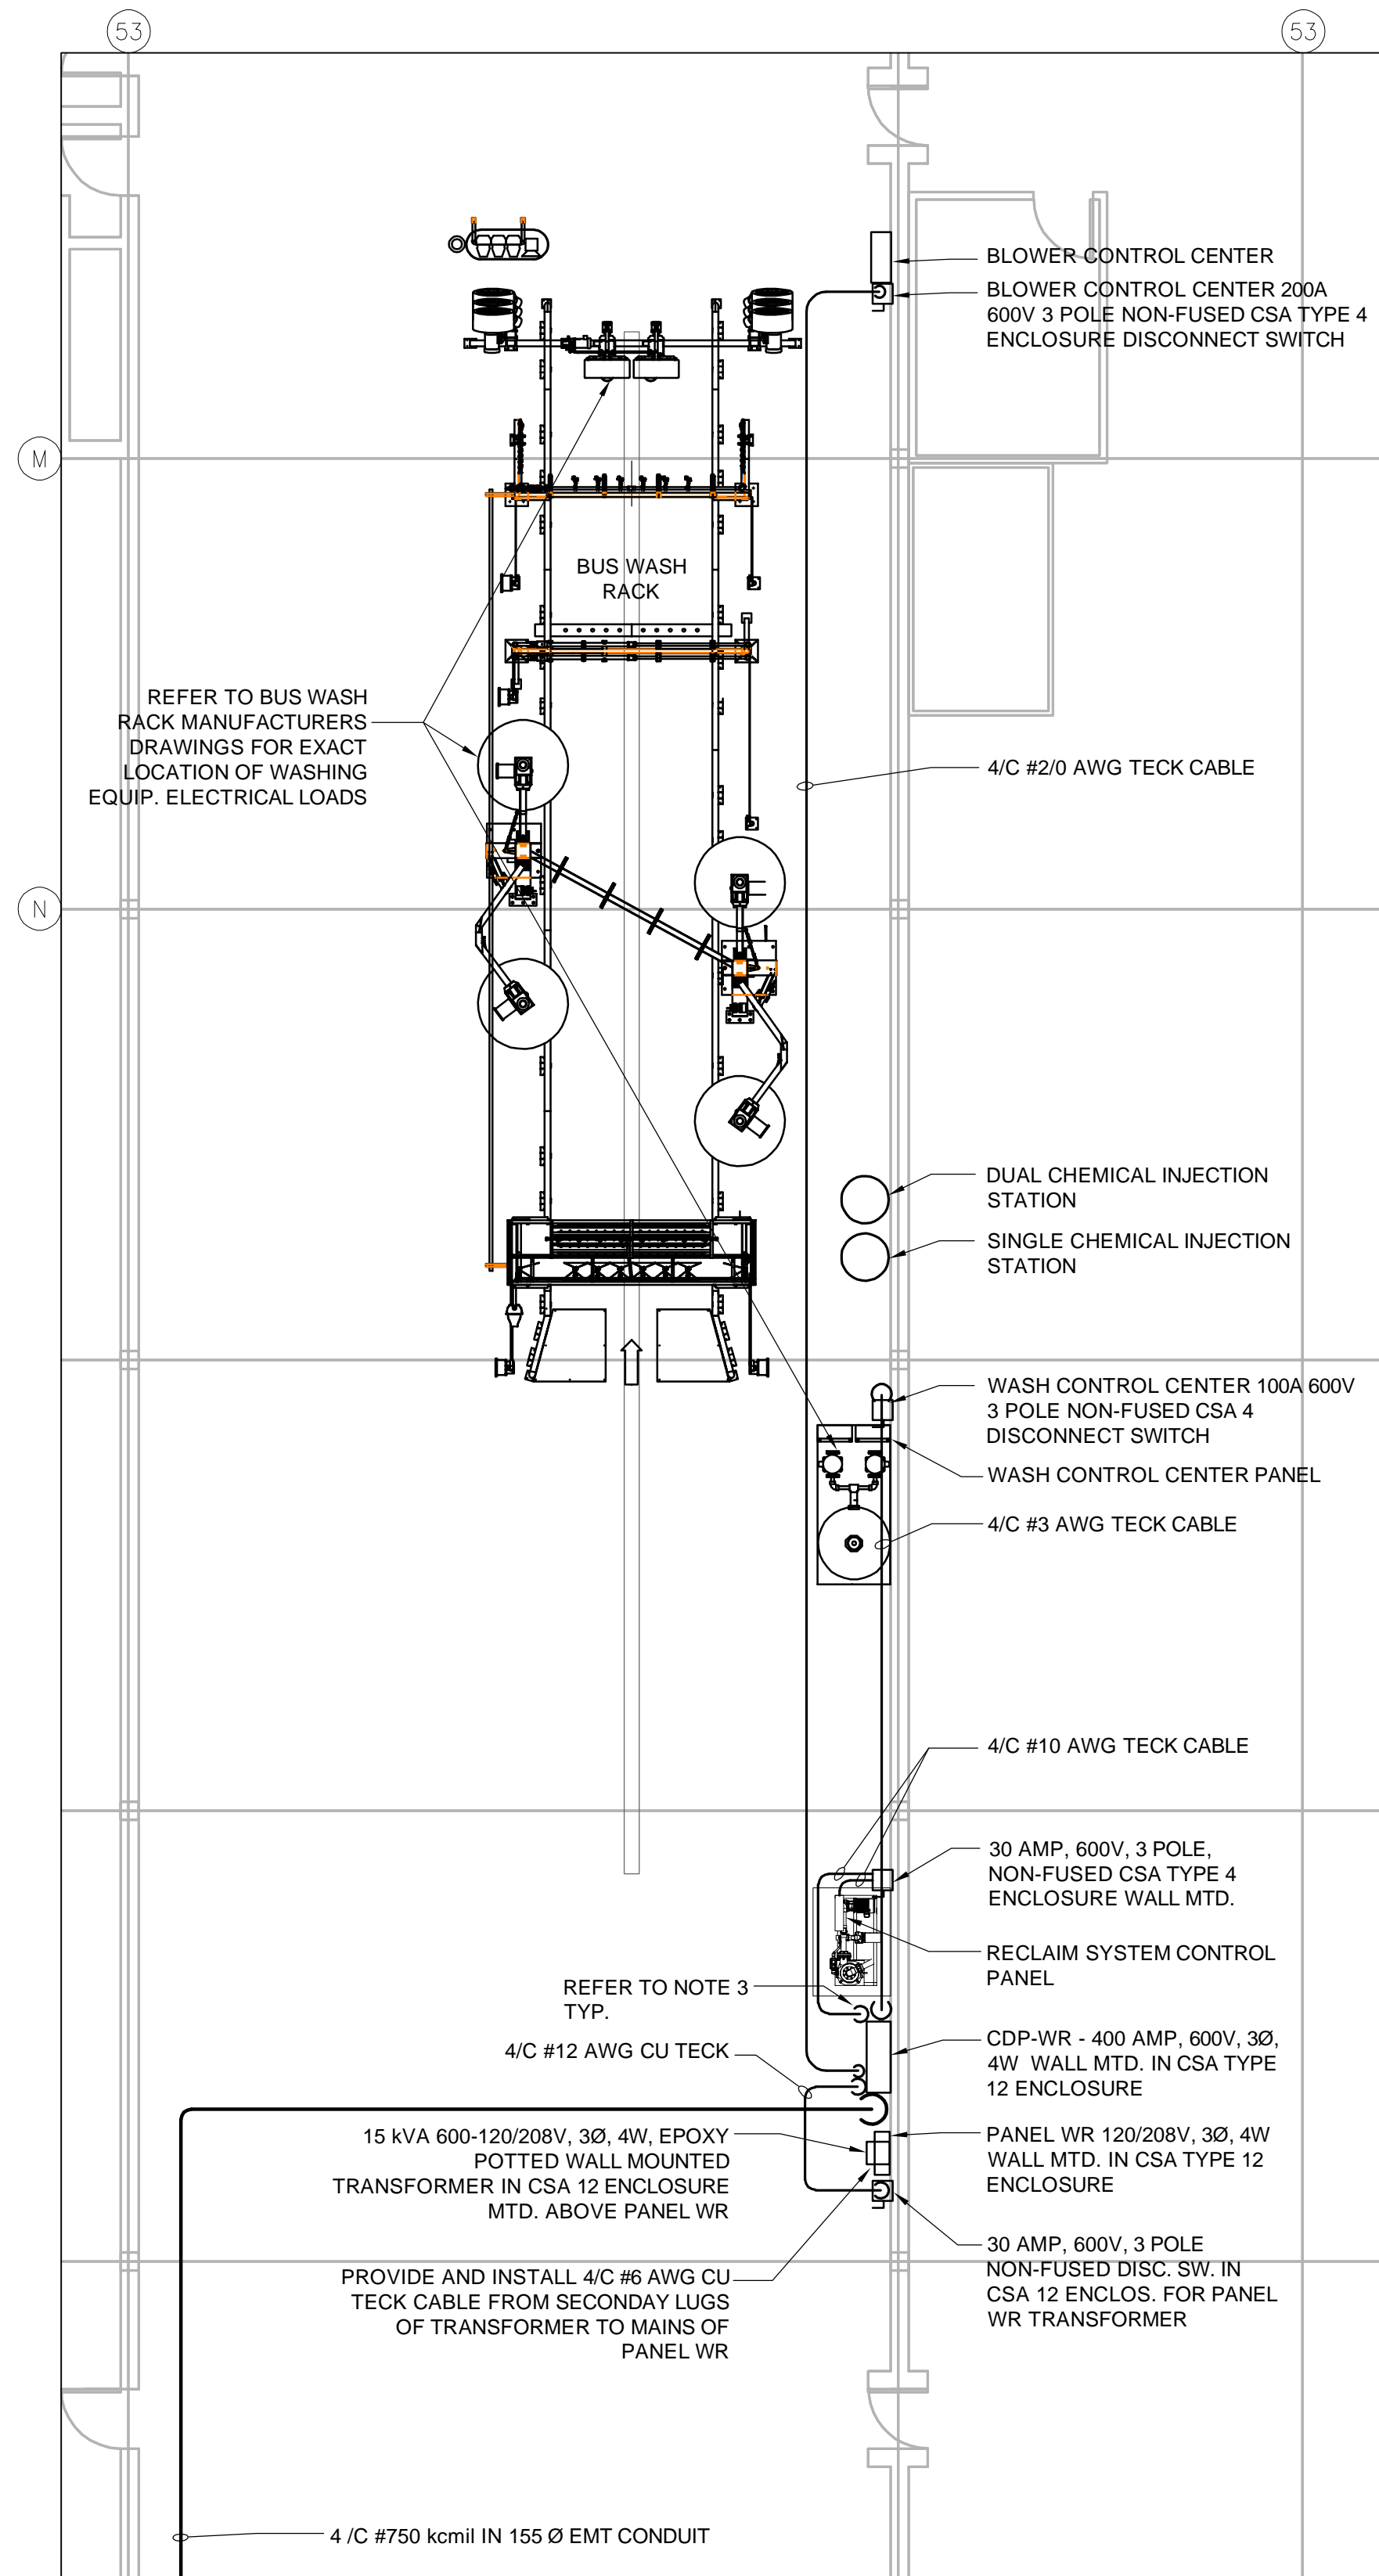 53
53
BLOWER CONTROL CENTER
BLOWER CONTROL CENTER 200A
600V 3 POLE NON-FUSED CSA TYPE 4
ENCLOSURE DISCONNECT SWITCH
M
BUS WASH
RACK
REFER TO BUS WASH
RACK MANUFACTURERS
DRAWINGS FOR EXACT
LOCATION OF WASHING
EQUIP. ELECTRICAL LOADS
4/C #2/0 AWG TECK CABLE
N
DUAL CHEMICAL INJECTION
STATION
SINGLE CHEMICAL INJECTION
STATION
WASH CONTROL CENTER 100A 600V
3 POLE NON-FUSED CSA 4
DISCONNECT SWITCH
WASH CONTROL CENTER PANEL
4/C #3 AWG TECK CABLE
4/C #10 AWG TECK CABLE
30 AMP, 600V, 3 POLE,
NON-FUSED CSA TYPE 4
ENCLOSURE WALL MTD.
RECLAIM SYSTEM CONTROL
PANEL
REFER TO NOTE 3
TYP.
4/C #12 AWG CU TECK
CDP-WR - 400 AMP, 600V, 3Ø,
4W WALL MTD. IN CSA TYPE
12 ENCLOSURE
15 kVA 600-120/208V, 3Ø, 4W, EPOXY
POTTED WALL MOUNTED
TRANSFORMER IN CSA 12 ENCLOSURE
MTD. ABOVE PANEL WR
PANEL WR 120/208V, 3Ø, 4W
WALL MTD. IN CSA TYPE 12
ENCLOSURE
30 AMP, 600V, 3 POLE
NON-FUSED DISC. SW. IN
CSA 12 ENCLOS. FOR PANEL
WR TRANSFORMER
PROVIDE AND INSTALL 4/C #6 AWG CU
TECK CABLE FROM SECONDAY LUGS
OF TRANSFORMER TO MAINS OF
PANEL WR
4 /C #750 kcmil IN 155 Ø EMT CONDUIT